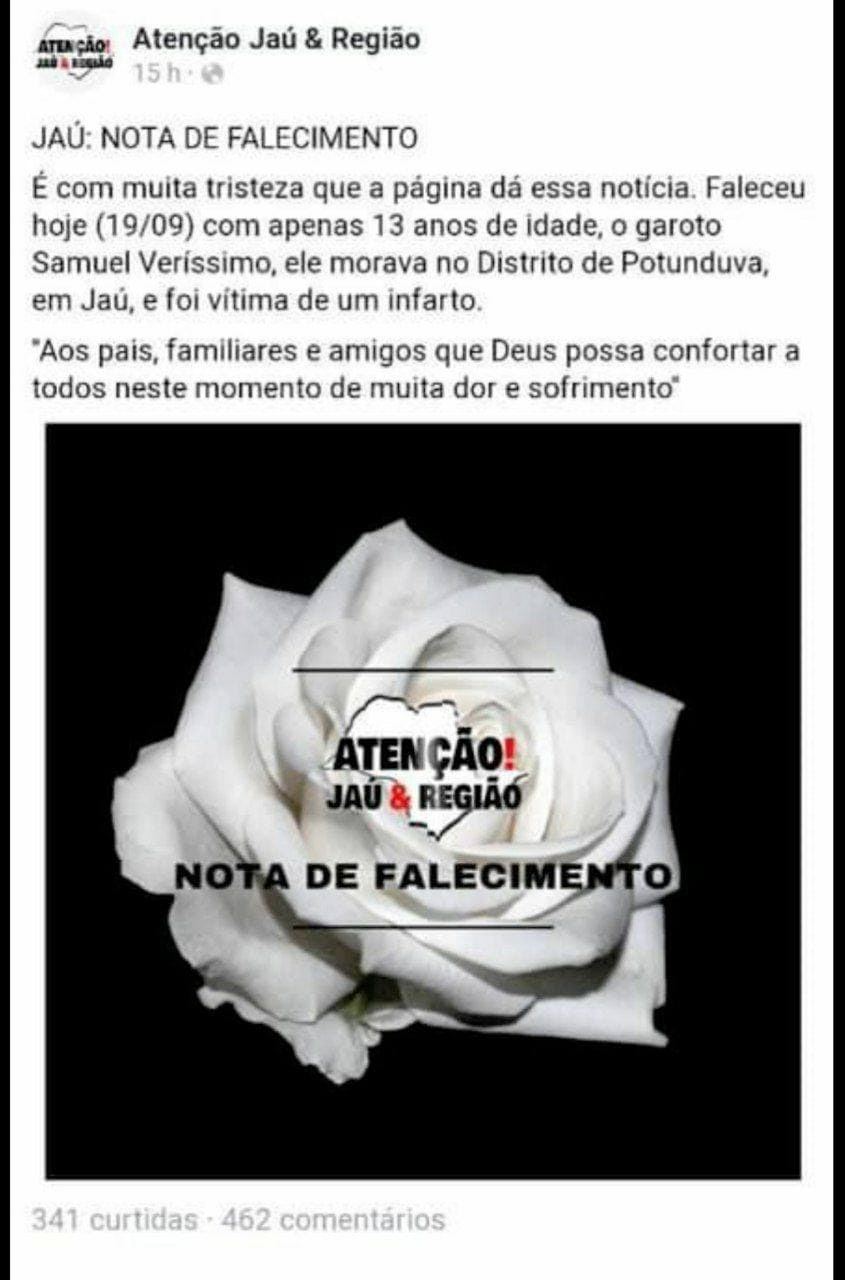 ATENÇÃO!
JAÚ & REGIÃO
Atenção Jaú & Região
15 h ·
JAÚ: NOTA DE FALECIMENTO
É com muita tristeza que a página dá essa notícia. Faleceu
hoje (19/09) com apenas 13 anos de idade, o garoto
Samuel Veríssimo, ele morava no Distrito de Potunduva,
em Jaú, e foi vítima de um infarto.
"Aos pais, familiares e amigos que Deus possa confortar a
todos neste momento de muita dor e sofrimento"
ATENÇÃO!
JAÚ & REGIÃO
NOTA DE FALECIMENTO
341 curtidas · 462 comentários